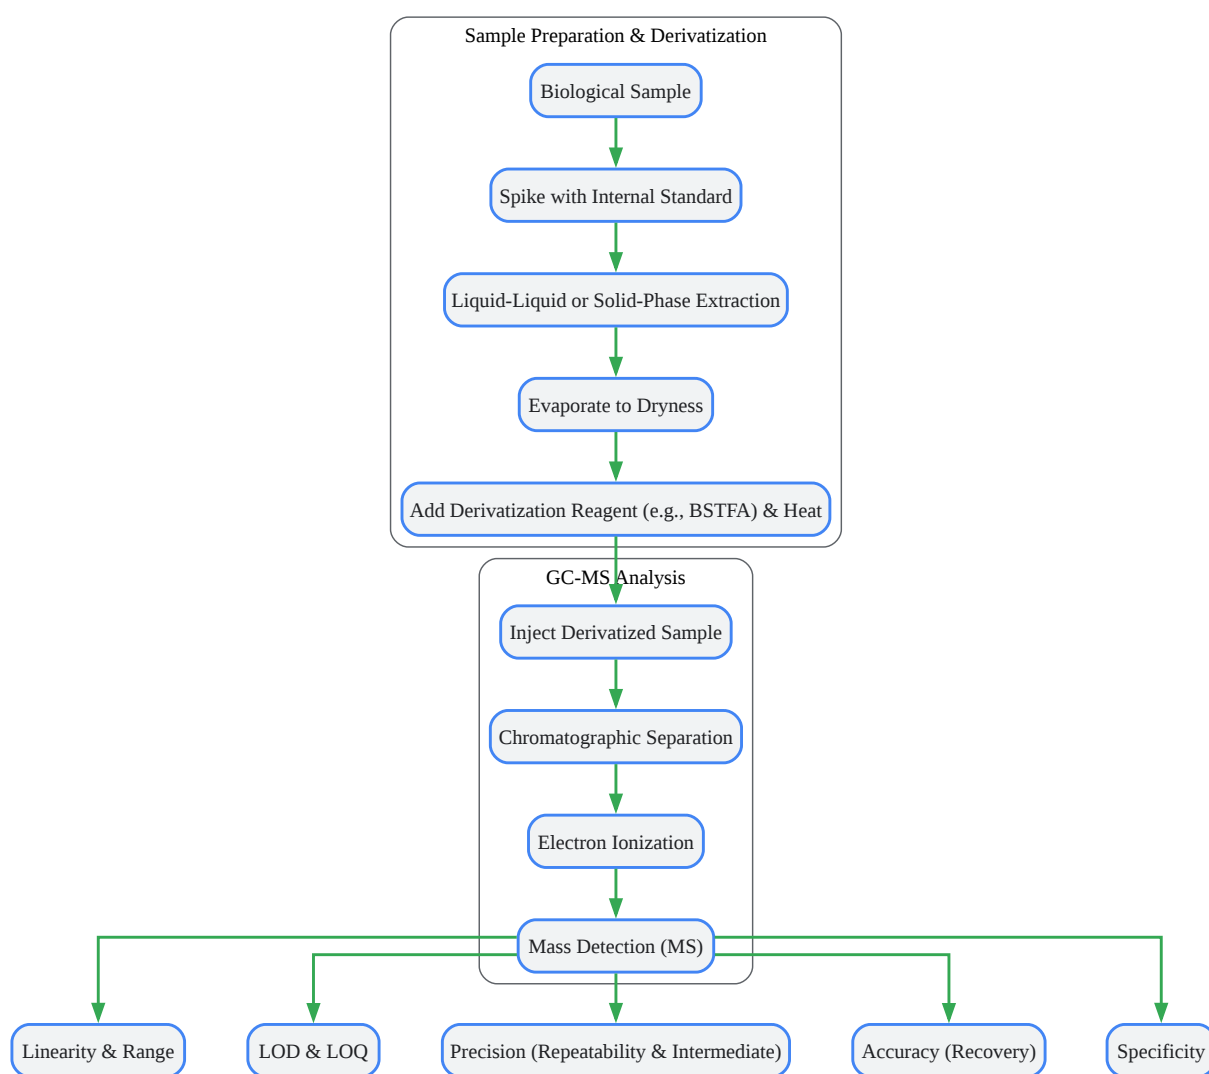 Sample Preparation & Derivatization
Biological Sample
Spike with Internal Standard
Liquid-Liquid or Solid-Phase Extraction
Evaporate to Dryness
Add Derivatization Reagent (e.g., BSTFA) & Heat
GC-MS Analysis
Inject Derivatized Sample
Chromatographic Separation
Electron Ionization
Mass Detection (MS)
Linearity & Range
LOD & LOQ
Precision (Repeatability & Intermediate)
Accuracy (Recovery)
Specificity